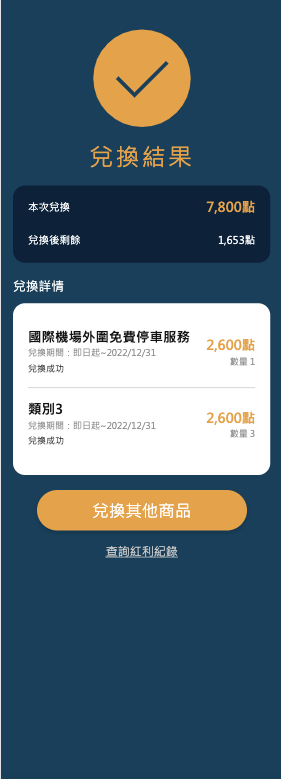 兌換結果
本次兌換 7,800點
兌換後剩餘 1,653點
兌換詳情
國際機場外圍免費停車服務 2,600點
兌換期間：即日起~2022/12/31 數量 1
兌換成功
類別3 2,600點
兌換期間：即日起~2022/12/31 數量 3
兌換成功
兌換其他商品
查詢紅利紀錄